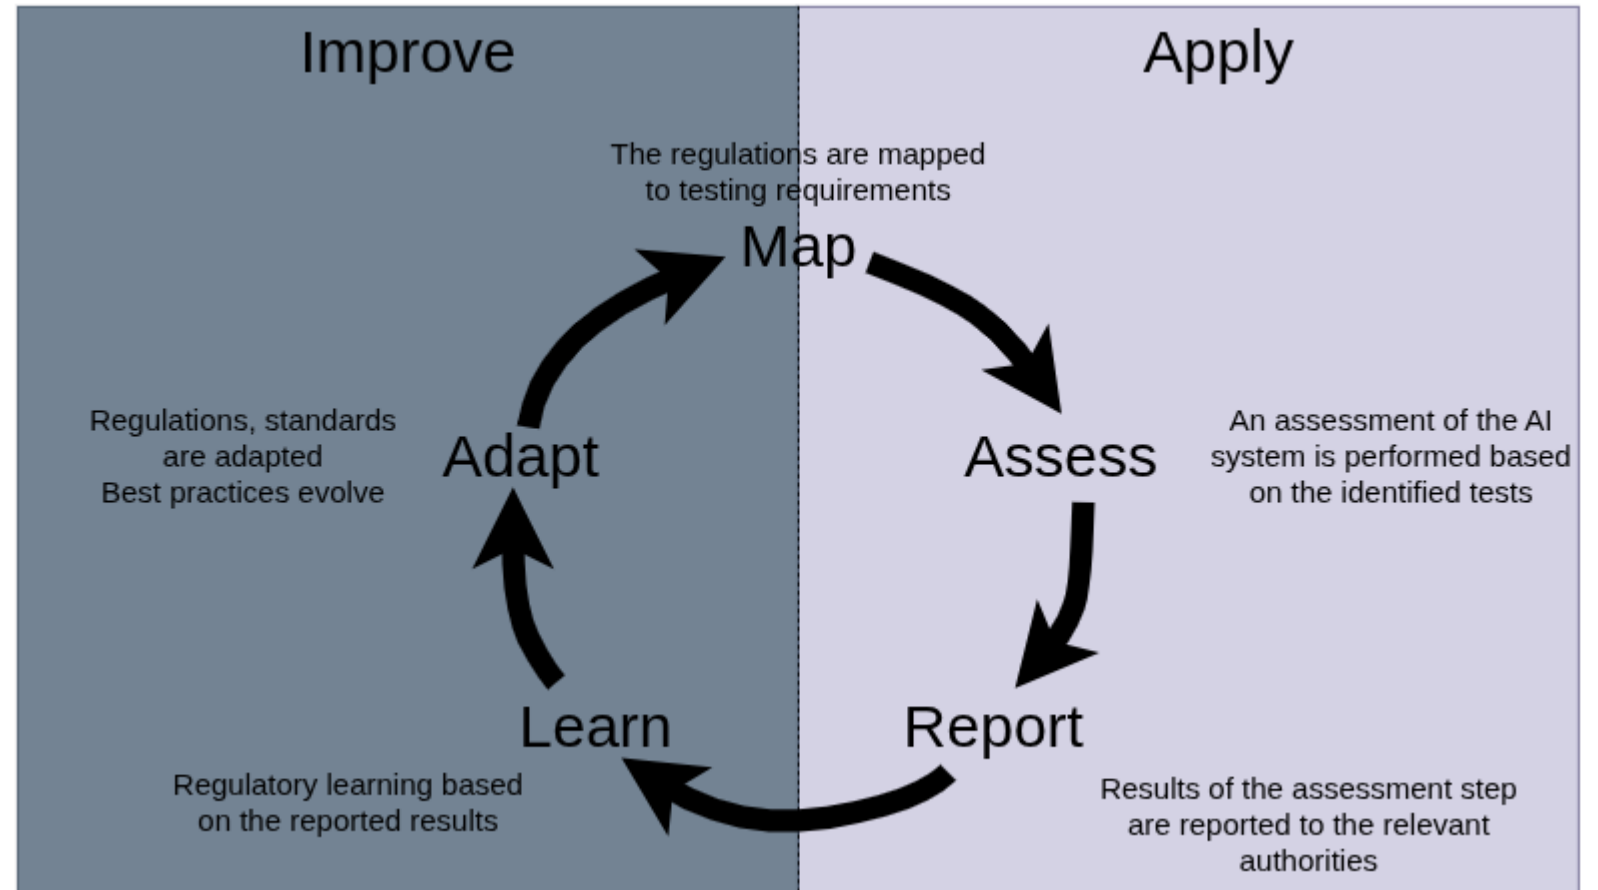 Improve
Apply
The regulations are mapped
to testing requirements
Map
Regulations, standards
are adapted
Best practices evolve
Adapt
Assess
An assessment of the AI
system is performed based
on the identified tests
Learn
Report
Regulatory learning based
on the reported results
Results of the assessment step
are reported to the relevant
authorities